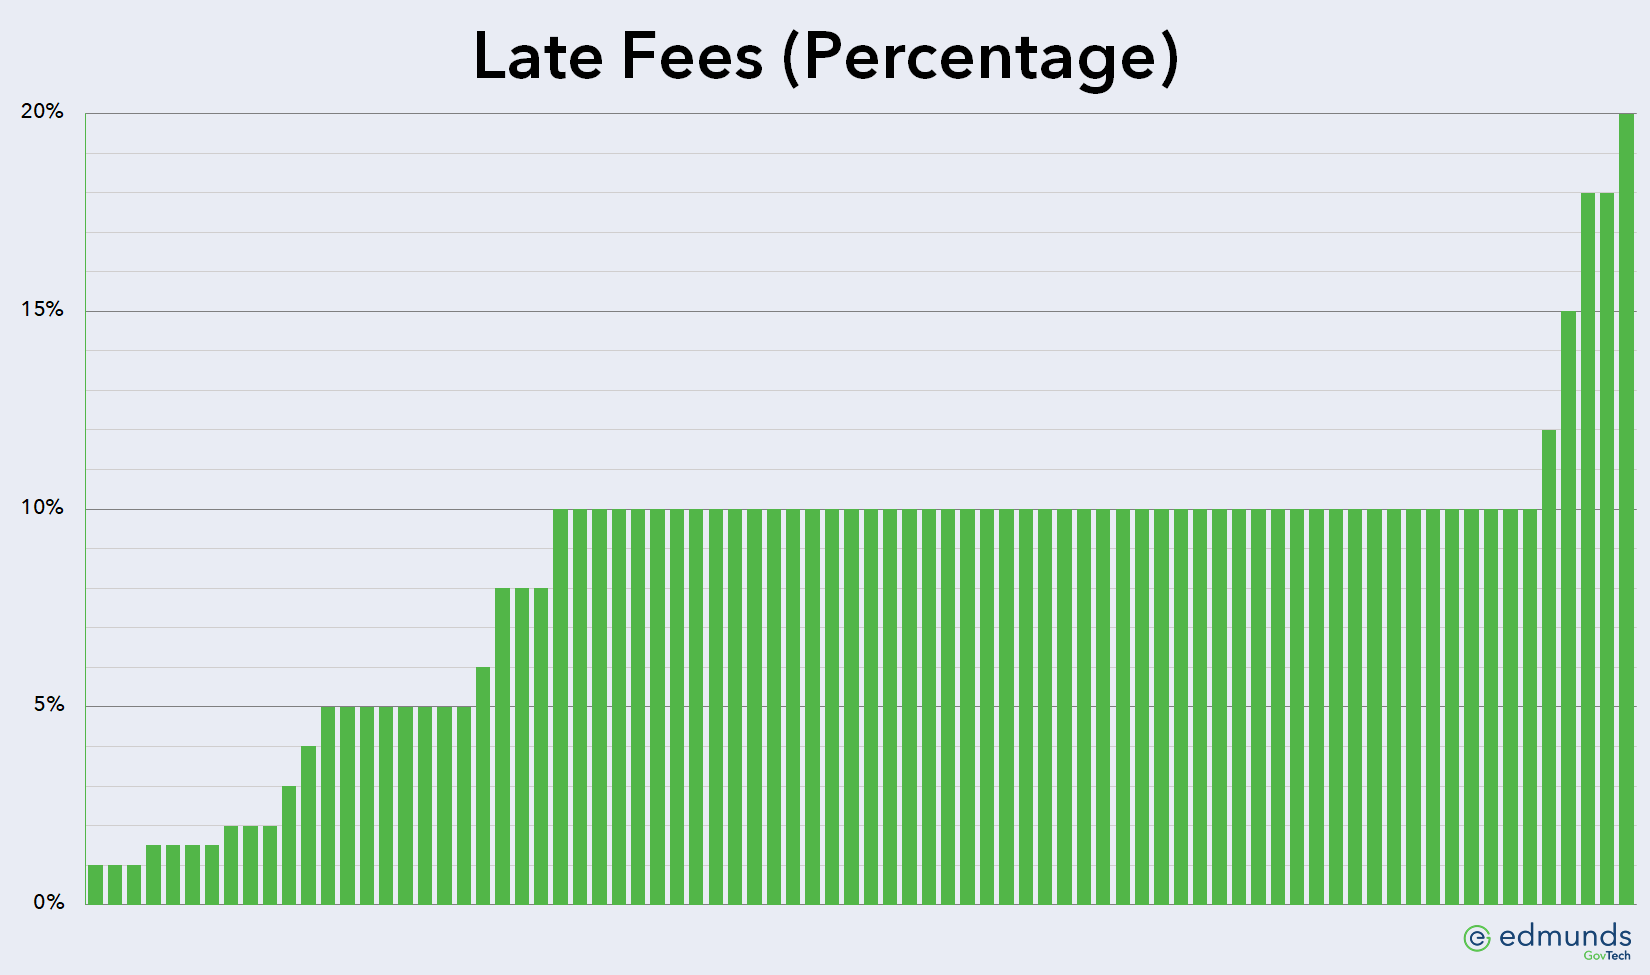 Late Fees (Percentage)
20%
15%
10%
5%
0%
edmunds
GovTech